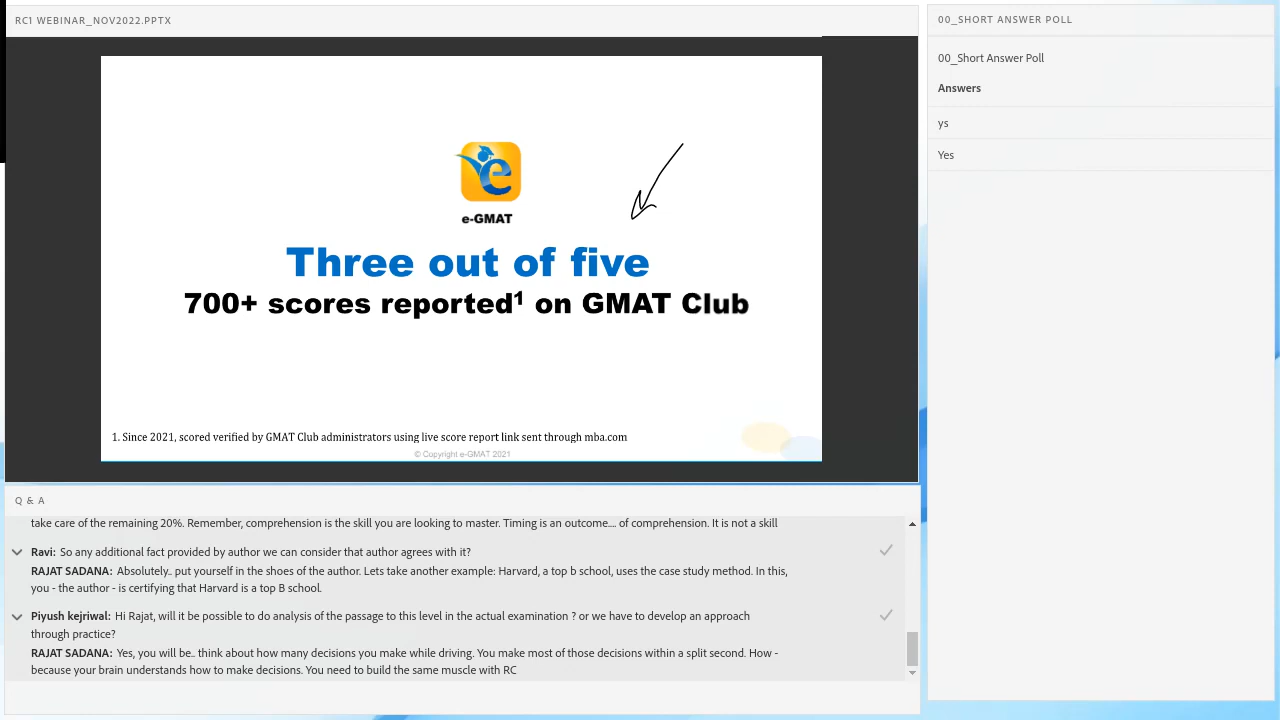 RC1 WEBINAR_NOV2022.PPTX
e-GMAT
Three out of five
700+ scores reported¹ on GMAT Club
1. Since 2021, scored verified by GMAT Club administrators using live score report link sent through mba.com
© Copyright e-GMAT 2021
Q & A
take care of the remaining 20%. Remember, comprehension is the skill you are looking to master. Timing is an outcome.... of comprehension. It is not a skill
Ravi: So any additional fact provided by author we can consider that author agrees with it?
RAJAT SADANA: Absolutely.. put yourself in the shoes of the author. Lets take another example: Harvard, a top b school, uses the case study method. In this,
you - the author - is certifying that Harvard is a top B school.
Piyush kejriwal: Hi Rajat, will it be possible to do analysis of the passage to this level in the actual examination ? or we have to develop an approach
through practice?
RAJAT SADANA: Yes, you will be.. think about how many decisions you make while driving. You make most of those decisions within a split second. How -
because your brain understands how to make decisions. You need to build the same muscle with RC
00_SHORT ANSWER POLL
00_Short Answer Poll
Answers
ys
Yes